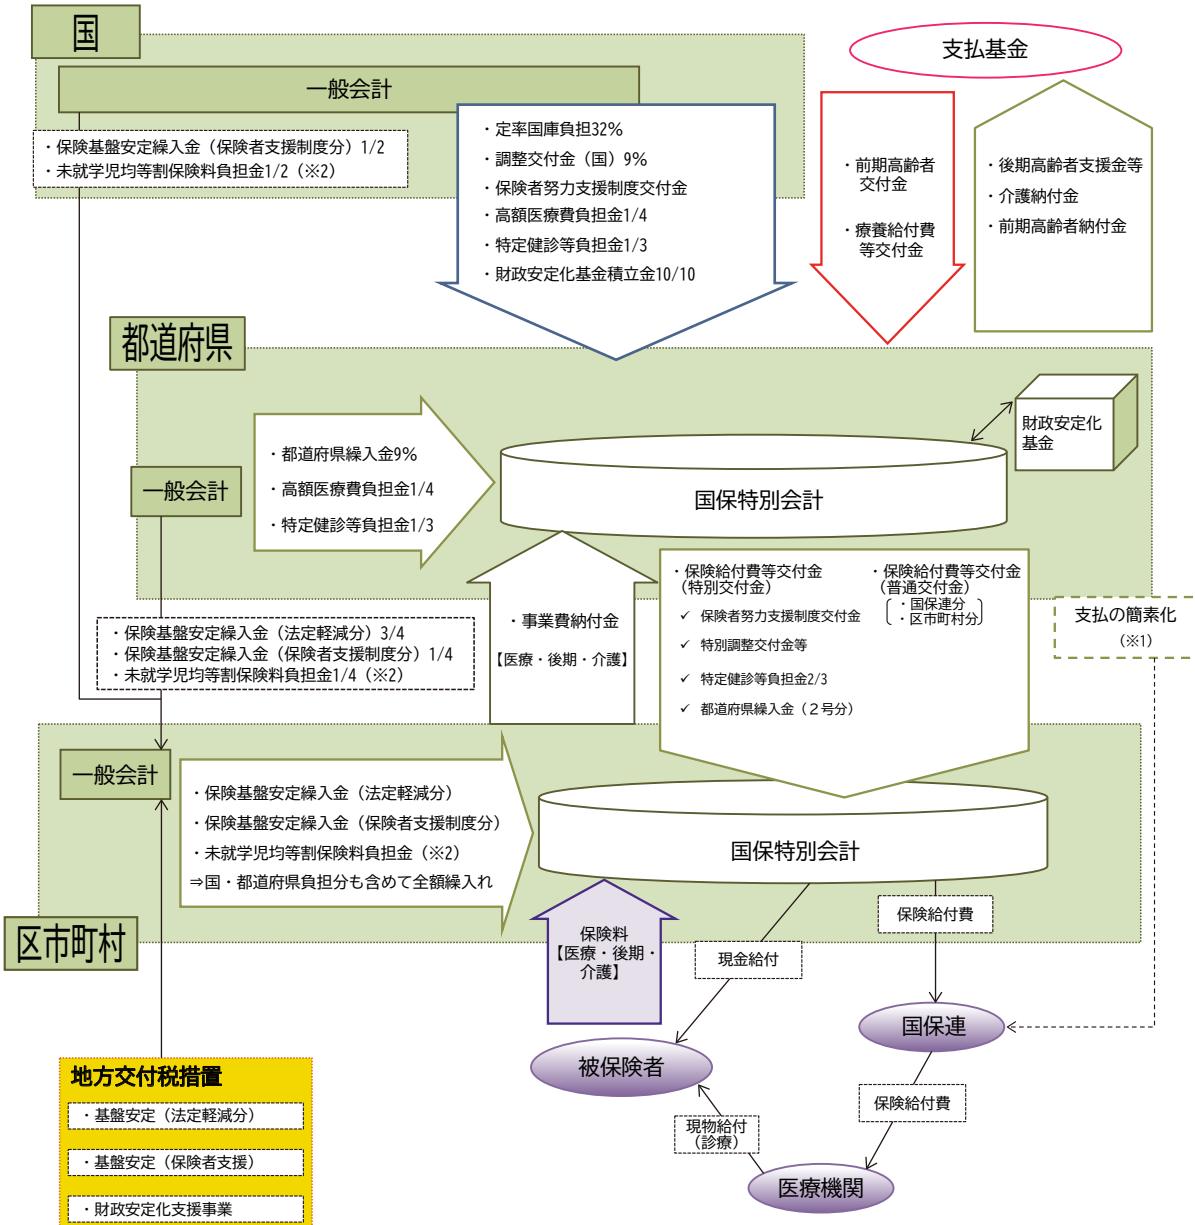 国
一般会計
・保険基盤安定繰入金（保険者支援制度分）1/2
・未就学児均等割保険料負担金1/2（※2）
・定率国庫負担32%
・調整交付金（国）9%
・保険者努力支援制度交付金
・高額医療費負担金1/4
・特定健診等負担金1/3
・財政安定化基金積立金10/10
支払基金
・前期高齢者
交付金
・療養給付費
等交付金
・後期高齢者支援金等
・介護納付金
・前期高齢者納付金
都道府県
一般会計
・都道府県繰入金9%
・高額医療費負担金1/4
・特定健診等負担金1/3
国保特別会計
財政安定化
基金
・保険基盤安定繰入金（法定軽減分）3/4
・保険基盤安定繰入金（保険者支援制度分）1/4
・未就学児均等割保険料負担金1/4（※2）
・事業費納付金
【医療・後期・介護】
・保険給付費等交付金
（特別交付金）
✓ 保険者努力支援制度交付金
✓ 特別調整交付金等
✓ 特定健診等負担金2/3
✓ 都道府県繰入金（２号分）
・保険給付費等交付金
（普通交付金）
・国保連分
・区市町村分
支払の簡素化
（※1）
区市町村
一般会計
・保険基盤安定繰入金（法定軽減分）
・保険基盤安定繰入金（保険者支援制度分）
・未就学児均等割保険料負担金（※2）
⇒国・都道府県負担分も含めて全額繰入れ
国保特別会計
保険料
【医療・後期・
介護】
現金給付
保険給付費
国保連
被保険者
保険給付費
現物給付
（診療）
医療機関
地方交付税措置
・基盤安定（法定軽減分）
・基盤安定（保険者支援）
・財政安定化支援事業